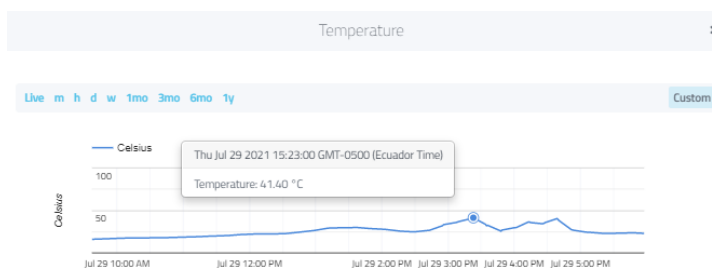 Temperature
Live m h d w 1mo 3mo 6mo 1y Custom
Celsius
Thu Jul 29 2021 15:23:00 GMT-0500 (Ecuador Time)
Temperature: 41.40 °C
100
50
Celsius
Jul 29 10:00 AM Jul 29 12:00 PM Jul 29 2:00 PM Jul 29 3:00 PM Jul 29 4:00 PM Jul 29 5:00 PM